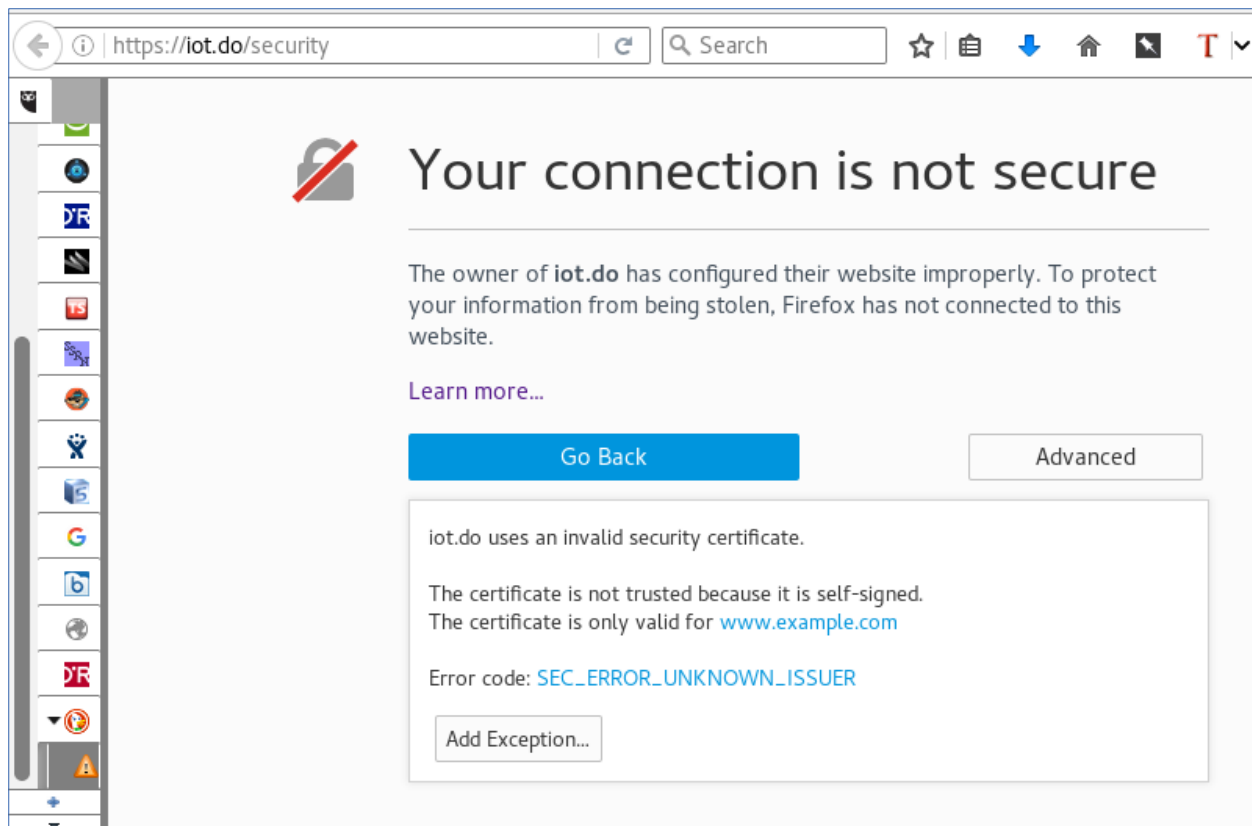 https://iot.do/security
Search
T
Your connection is not secure
The owner of iot.do has configured their website improperly. To protect
your information from being stolen, Firefox has not connected to this
website.
Learn more...
Go Back
Advanced
iot.do uses an invalid security certificate.
The certificate is not trusted because it is self-signed.
The certificate is only valid for www.example.com
Error code: SEC_ERROR_UNKNOWN_ISSUER
Add Exception...
D'R
TS
SSRN
S
G
b
D'R